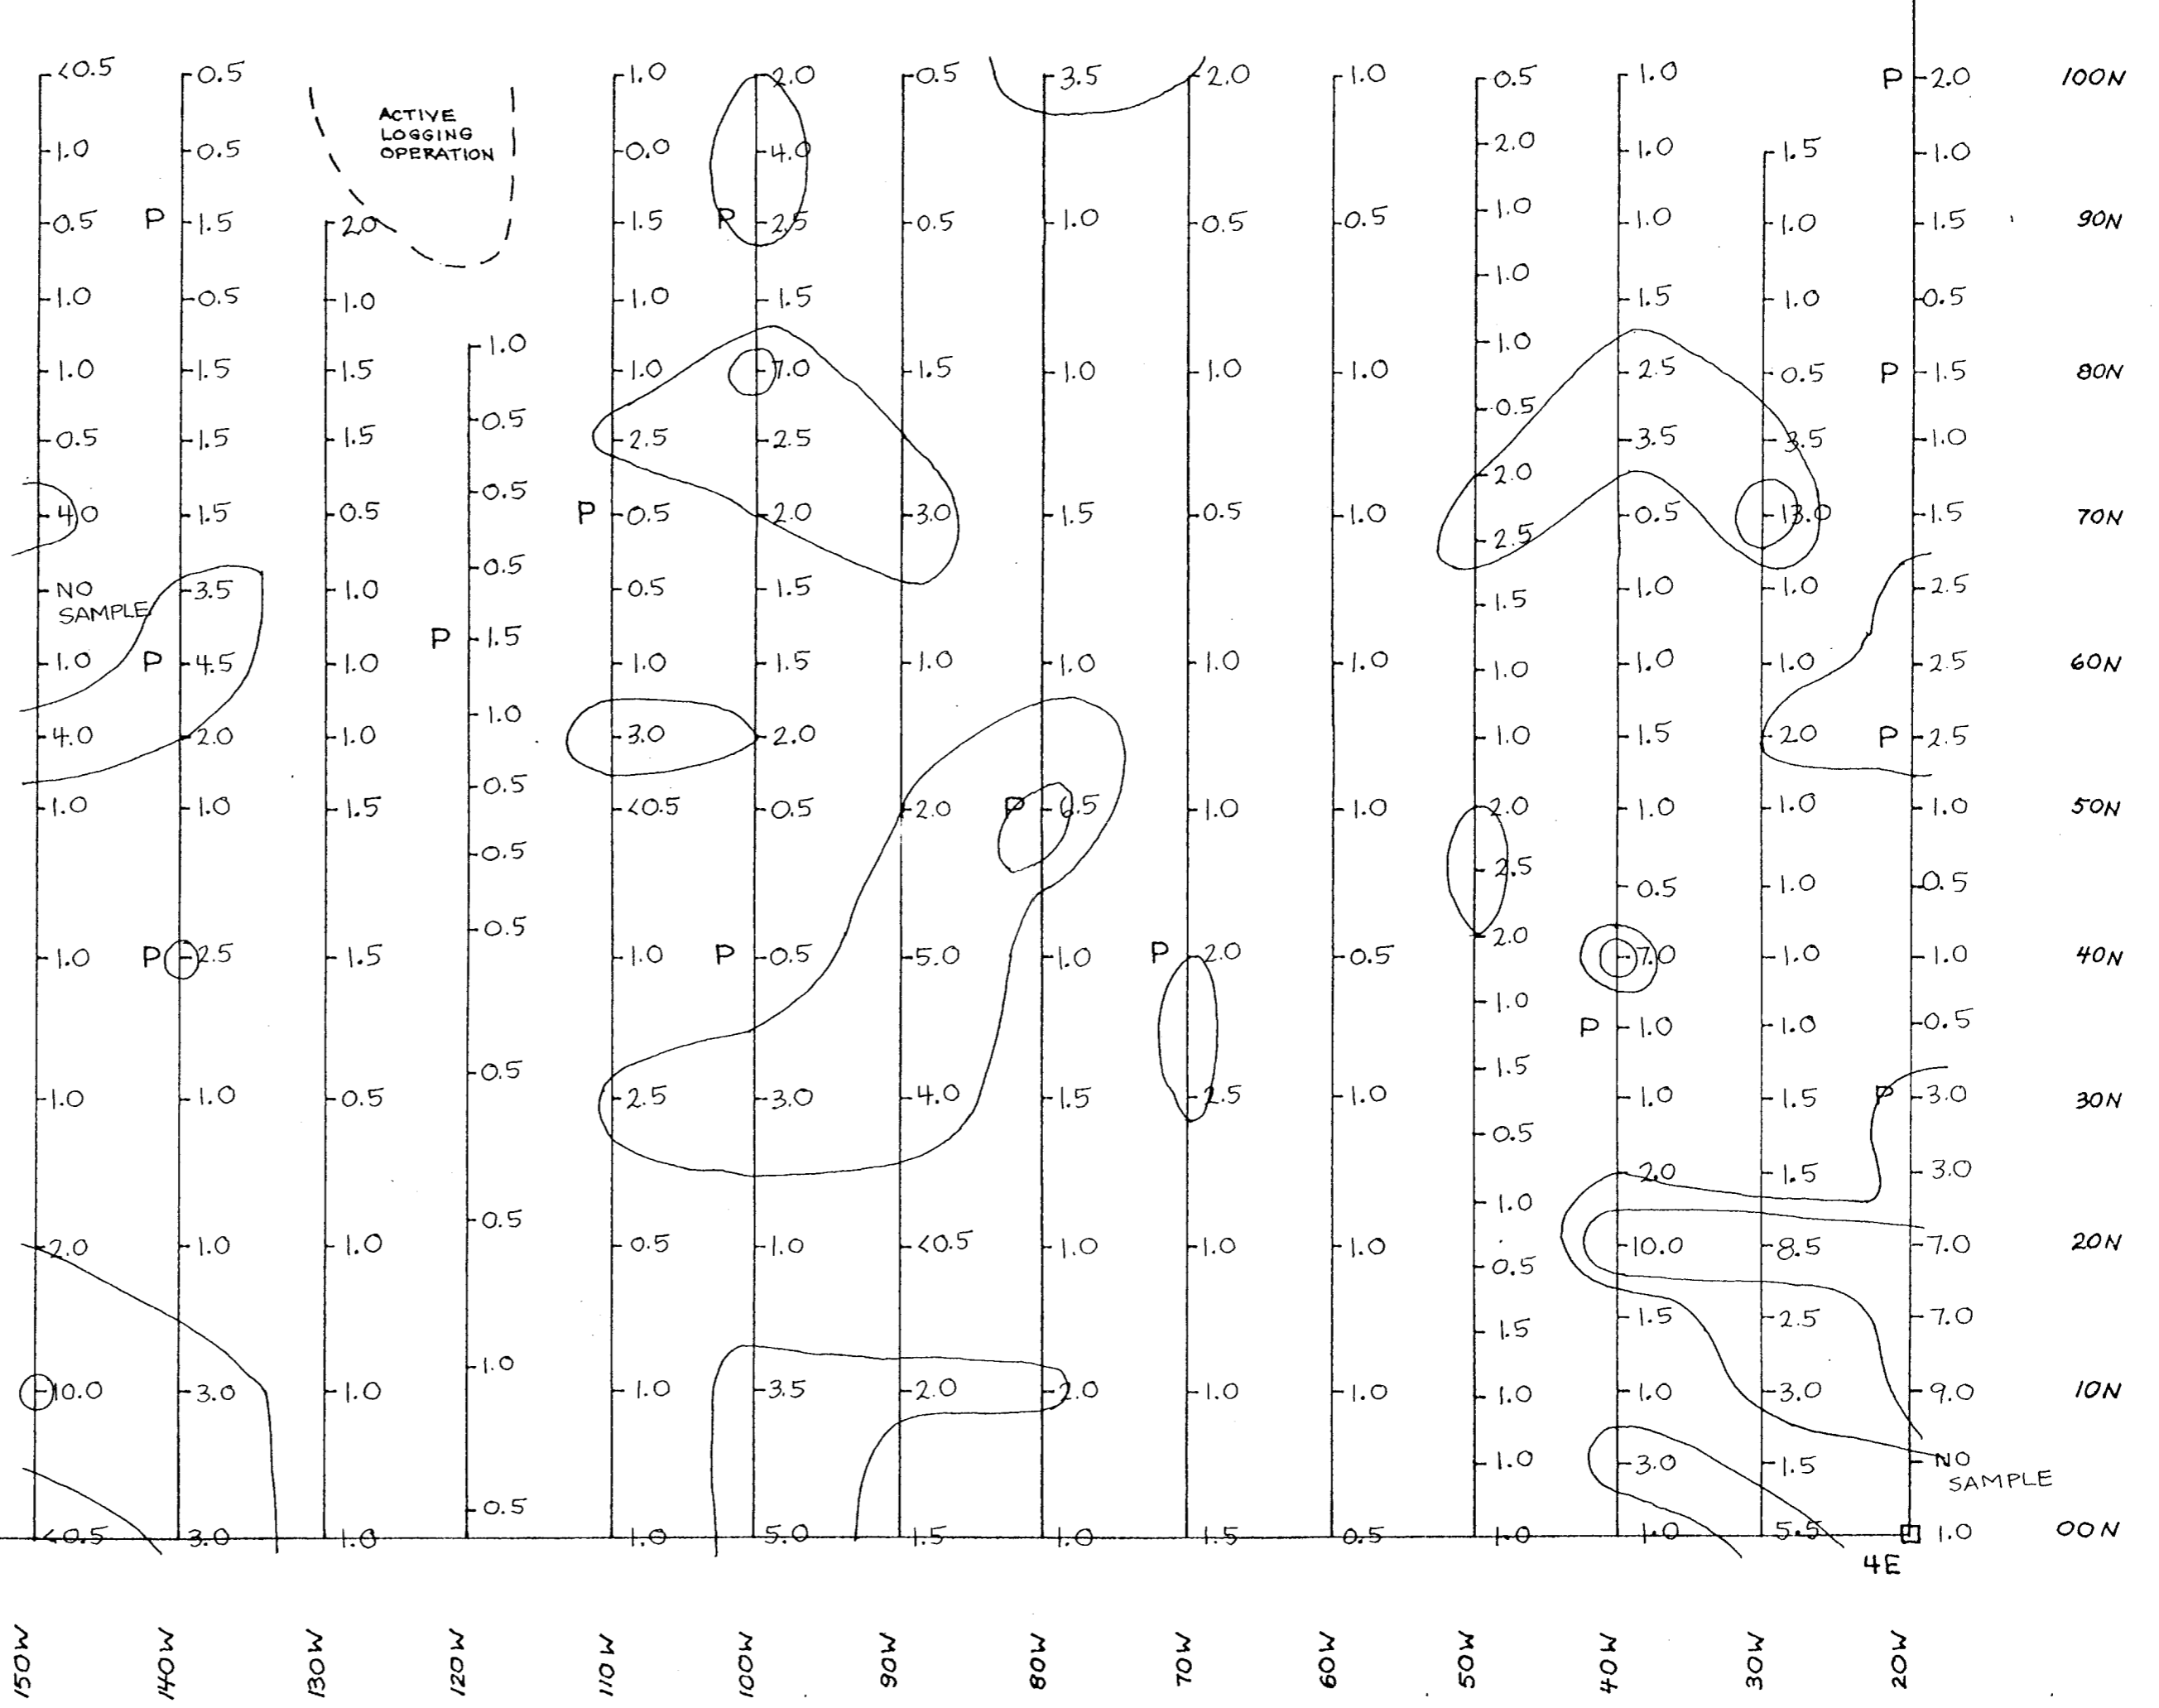 <0.5 0.5 1.0 2.0 0.5 3.5 2.0 1.0 0.5 1.0 P 2.0 100N
ACTIVE
LOGGING
OPERATION
1.0 0.5 0.0 4.0 2.0 1.0 1.5 1.0
0.5 P 1.5 2.0 1.5 P 2.5 0.5 1.0 0.5 0.5 1.0 1.0 1.0 1.5 90N
1.0 0.5 1.0 1.0 1.5 1.0 1.5 1.0 0.5
1.0 1.5 1.5 1.0 1.0 7.0 1.5 1.0 1.0 1.0 1.0 2.5 0.5 P 1.5 80N
0.5 1.5 1.5 0.5 2.5 2.5 0.5 3.5 3.5 1.0
4.0 1.5 0.5 0.5 P 0.5 2.0 3.0 1.5 0.5 1.0 2.0 0.5 13.0 1.5 70N
2.5
NO 3.5 1.0 0.5 0.5 1.5 1.5 1.0 1.0 2.5
SAMPLE
1.0 P 4.5 1.0 P 1.5 1.0 1.5 1.0 1.0 1.0 1.0 1.0 1.0 1.0 2.5 60N
4.0 2.0 1.0 1.0 3.0 2.0 1.0 1.5 2.0 P 2.5
1.0 1.0 1.5 0.5 <0.5 0.5 2.0 P 6.5 1.0 1.0 2.0 1.0 1.0 1.0 50N
0.5 2.5 0.5 1.0 0.5
1.0 P 2.5 1.5 0.5 1.0 P 0.5 5.0 1.0 P 2.0 0.5 2.0 7.0 1.0 1.0 40N
1.0 P 1.0 1.0 0.5
1.0 1.0 0.5 0.5 2.5 3.0 4.0 1.5 2.5 1.0 1.5 1.0 1.5 P 3.0 30N
0.5 2.0 1.5 3.0
2.0 1.0 1.0 0.5 0.5 1.0 <0.5 1.0 1.0 1.0 1.0 10.0 8.5 7.0 20N
0.5
1.5 1.5 2.5 7.0
10.0 3.0 1.0 1.0 1.0 3.5 2.0 2.0 1.0 1.0 1.0 1.0 3.0 9.0 10N
1.0 3.0 1.5 NO
SAMPLE
<0.5 3.0 1.0 0.5 1.0 5.0 1.5 1.0 1.5 0.5 1.0 1.0 5.5 1.0 00N
4E
150W 140W 130W 120W 110W 100W 90W 80W 70W 60W 50W 40W 30W 20W